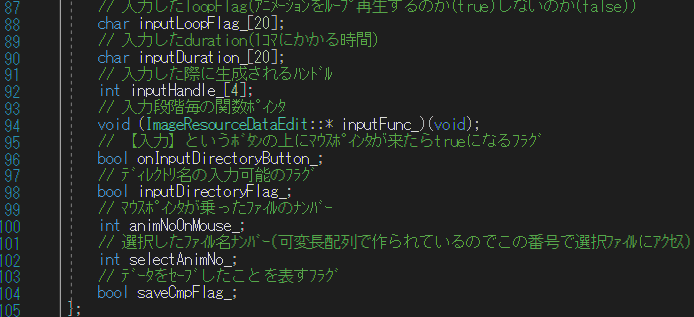 87 // 入力したloopFlag(ｱﾆﾒｰｼｮﾝをﾙｰﾌﾟ再生するのか(true)しないのか(false))
88 char inputLoopFlag_[20];
89 // 入力したduration(1ｺﾏにかかる時間)
90 char inputDuration_[20];
91 // 入力した際に生成されるﾊﾝﾄﾞﾙ
92 int inputHandle_[4];
93 // 入力段階毎の関数ﾎﾟｲﾝﾀ
94 void (ImageResourceDataEdit::* inputFunc_)(void);
95 // 【入力】というﾎﾞﾀﾝの上にﾏｳｽﾎﾟｲﾝﾀが来たらtrueになるﾌﾗｸﾞ
96 bool onInputDirectoryButton_;
97 // ﾃﾞｨﾚｸﾄﾘ名の入力可能のﾌﾗｸﾞ
98 bool inputDirectoryFlag_;
99 // ﾏｳｽﾎﾟｲﾝﾀが乗ったﾌｧｲﾙのﾅﾝﾊﾞｰ
100 int animNoOnMouse_;
101 // 選択したﾌｧｲﾙ名ﾅﾝﾊﾞｰ(可変長配列で作られているのでこの番号で選択ﾌｧｲﾙにｱｸｾｽ)
102 int selectAnimNo_;
103 // ﾃﾞｰﾀをｾｰﾌﾞしたことを表すﾌﾗｸﾞ
104 bool saveCmpFlag_;
105 };